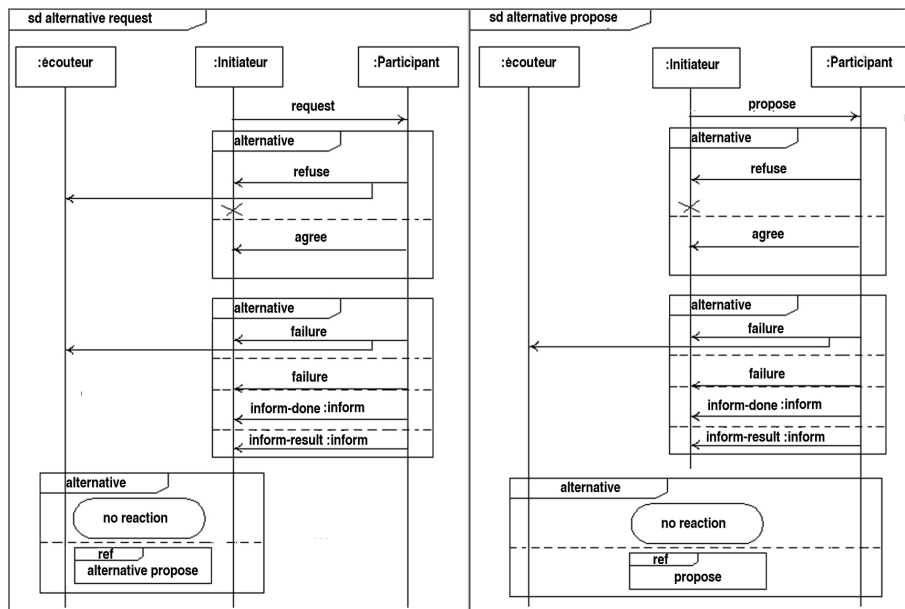 sd alternative request
:écouteur
:Initiateur
:Participant
request
alternative
refuse
agree
alternative
failure
failure
inform-done :inform
inform-result :inform
alternative
no reaction
ref
alternative propose
sd alternative propose
:écouteur
:Initiateur
:Participant
propose
alternative
refuse
agree
alternative
failure
failure
inform-done :inform
inform-result :inform
alternative
no reaction
ref
propose